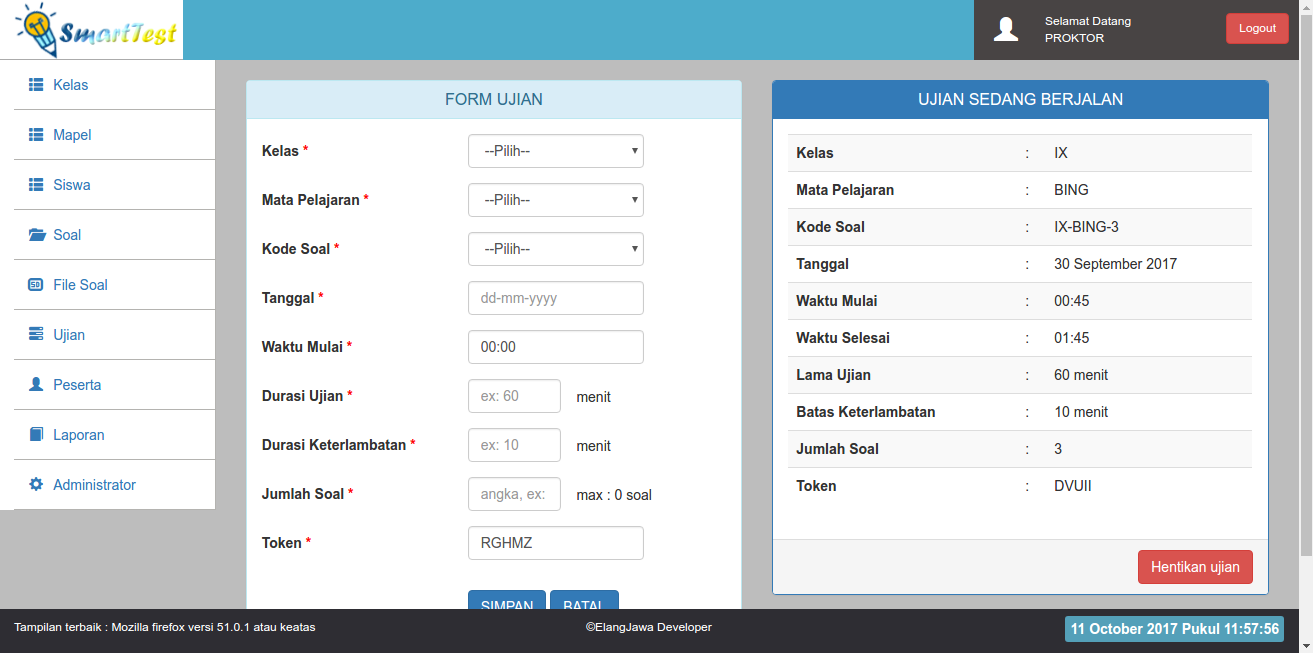 SmartTest
Selamat Datang
PROKTOR
Logout
Kelas
Mapel
Siswa
Soal
File Soal
Ujian
Peserta
Laporan
Administrator
FORM UJIAN
Kelas * --Pilih--
Mata Pelajaran * --Pilih--
Kode Soal * --Pilih--
Tanggal * dd-mm-yyyy
Waktu Mulai * 00:00
Durasi Ujian * ex: 60 menit
Durasi Keterlambatan * ex: 10 menit
Jumlah Soal * angka, ex: max : 0 soal
Token * RGHMZ
SIMPAN BATAL
UJIAN SEDANG BERJALAN
Kelas : IX
Mata Pelajaran : BING
Kode Soal : IX-BING-3
Tanggal : 30 September 2017
Waktu Mulai : 00:45
Waktu Selesai : 01:45
Lama Ujian : 60 menit
Batas Keterlambatan : 10 menit
Jumlah Soal : 3
Token : DVUII
Hentikan ujian
Tampilan terbaik : Mozilla firefox versi 51.0.1 atau keatas
©ElangJawa Developer
11 October 2017 Pukul 11:57:56